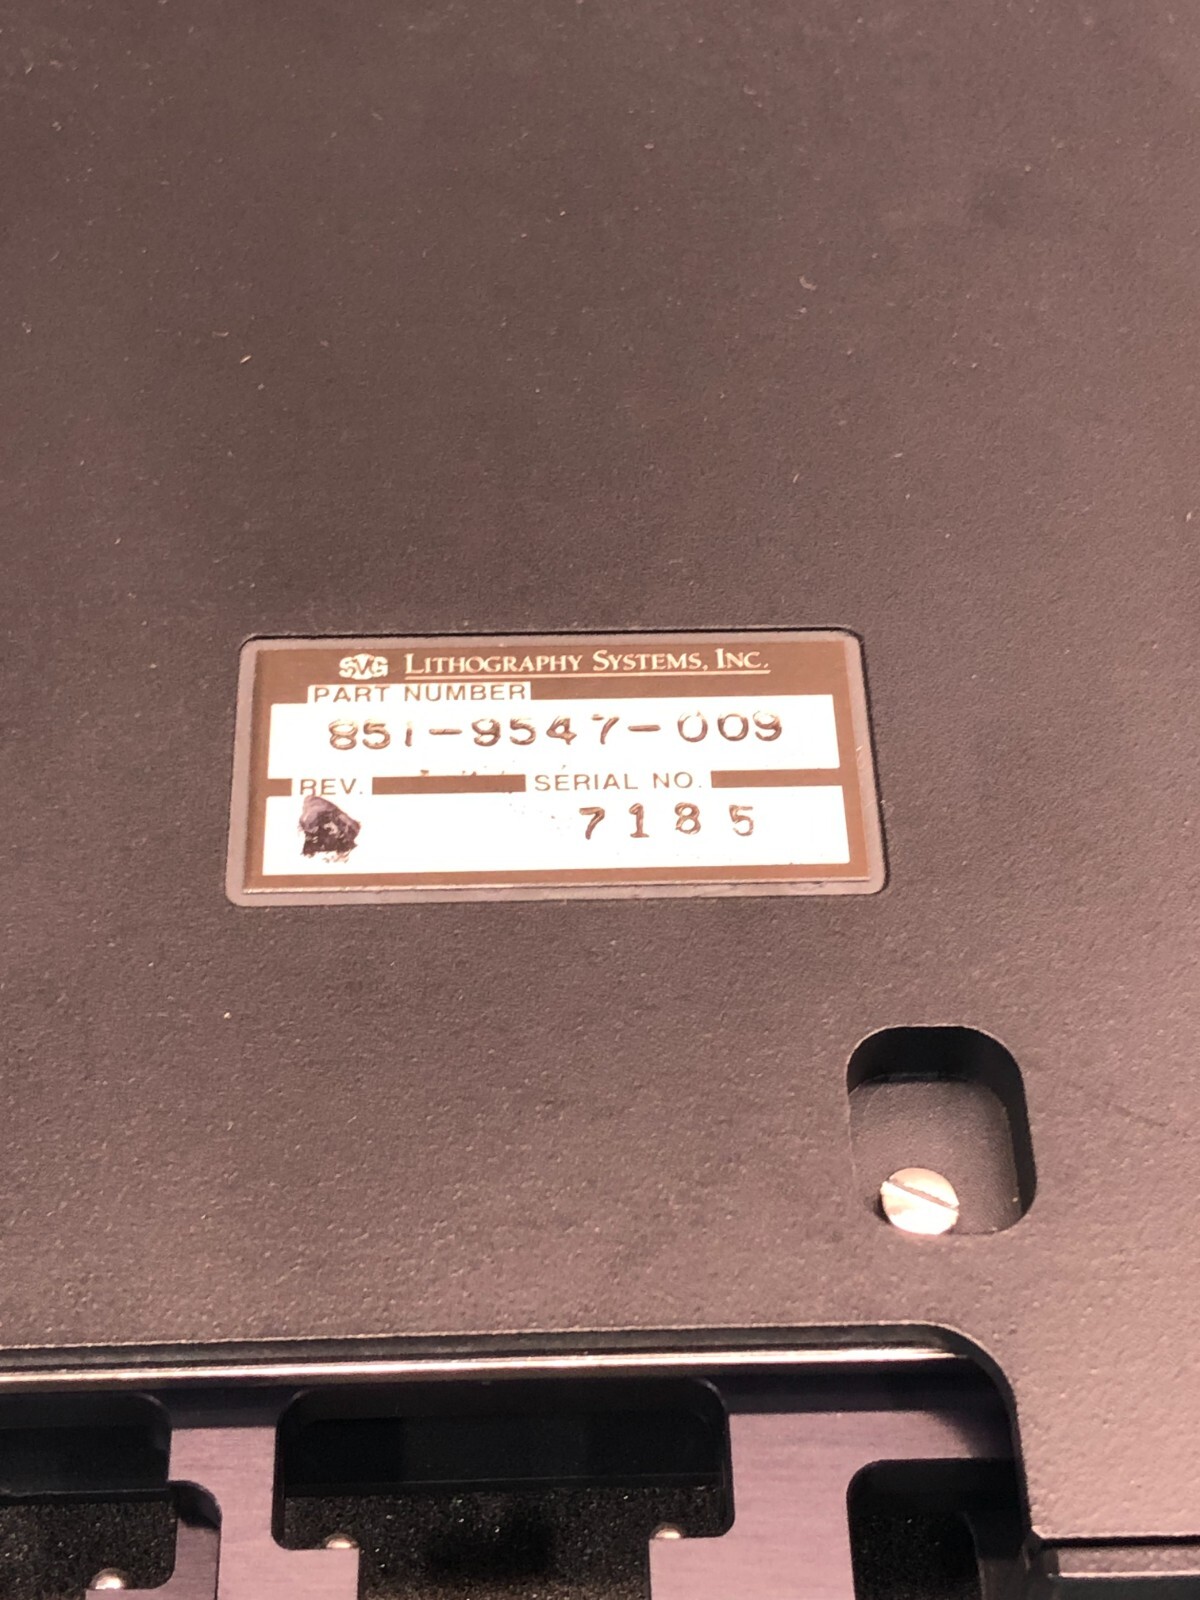 SVG LITHOGRAPHY SYSTEMS, INC.
PART NUMBER
851-9547-009
REV. SERIAL NO.
7185